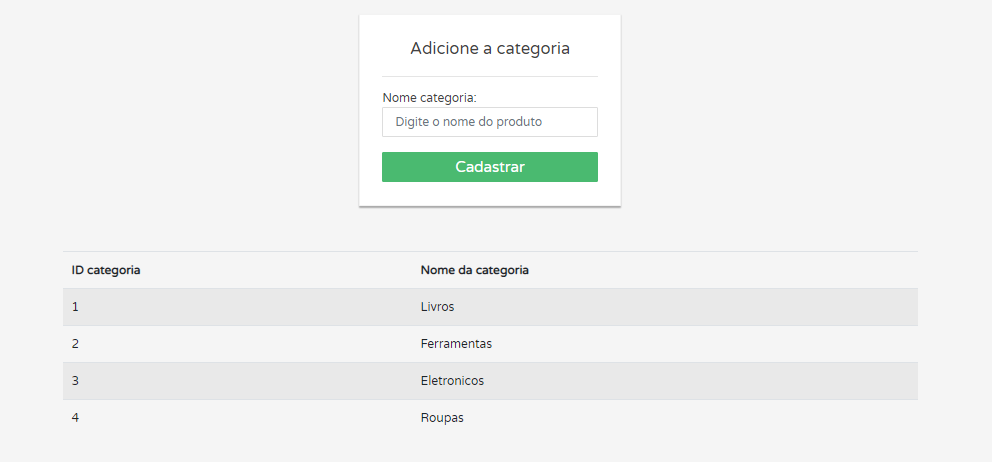 Adicione a categoria
Nome categoria:
Digite o nome do produto
Cadastrar
ID categoria Nome da categoria
1 Livros
2 Ferramentas
3 Eletronicos
4 Roupas